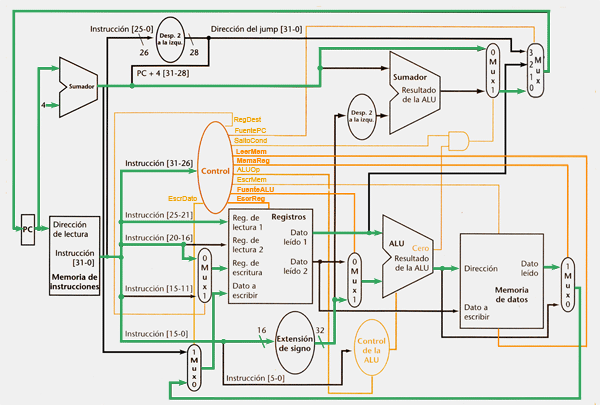 Instrucción [25-0]
Desp. 2
a la izqu.
Dirección del jump [31-0]
26
28
PC + 4 [31-28]
Sumador
4
0
M
u
x
1
3
2
1
0
M
u
x
Sumador
Resultado
de la ALU
Desp. 2
a la izqu.
RegDest
FuentePC
SaltoCond
LeerMem
MemaReg
ALUOp
EscrMem
FuenteALU
EscrReg
Control
EscrDato
Instrucción [31-26]
PC
Dirección
de lectura
Instrucción
[31-0]
Memoria de
instrucciones
Instrucción [25-21]
Instrucción [20-16]
Instrucción [15-11]
Instrucción [15-0]
0
M
u
x
1
Registros
Reg. de
lectura 1
Reg. de
lectura 2
Reg. de
escritura
Dato a
escribir
Dato
leído 1
Dato
leído 2
0
M
u
x
1
ALU
Cero
Resultado
de la ALU
Dirección
Dato
leído
Memoria
de datos
Dato a
escribir
1
M
u
x
0
16
Extensión
de signo
32
Control
de la
ALU
Instrucción [5-0]
1
M
u
x
0